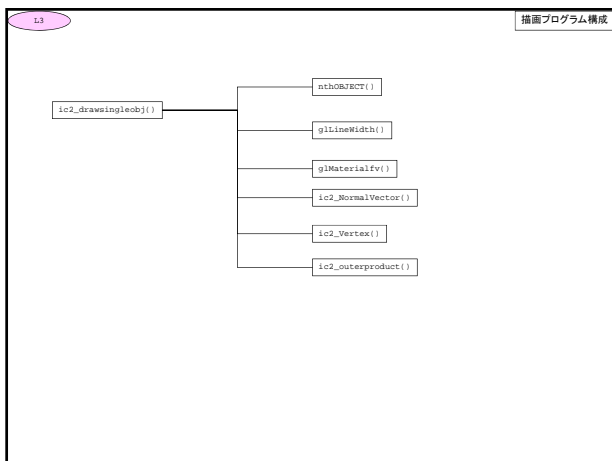 L3
描画プログラム構成
nthOBJECT()
ic2_drawsingleobj()
glLineWidth()
glMaterialfv()
ic2_NormalVector()
ic2_Vertex()
ic2_outerproduct()